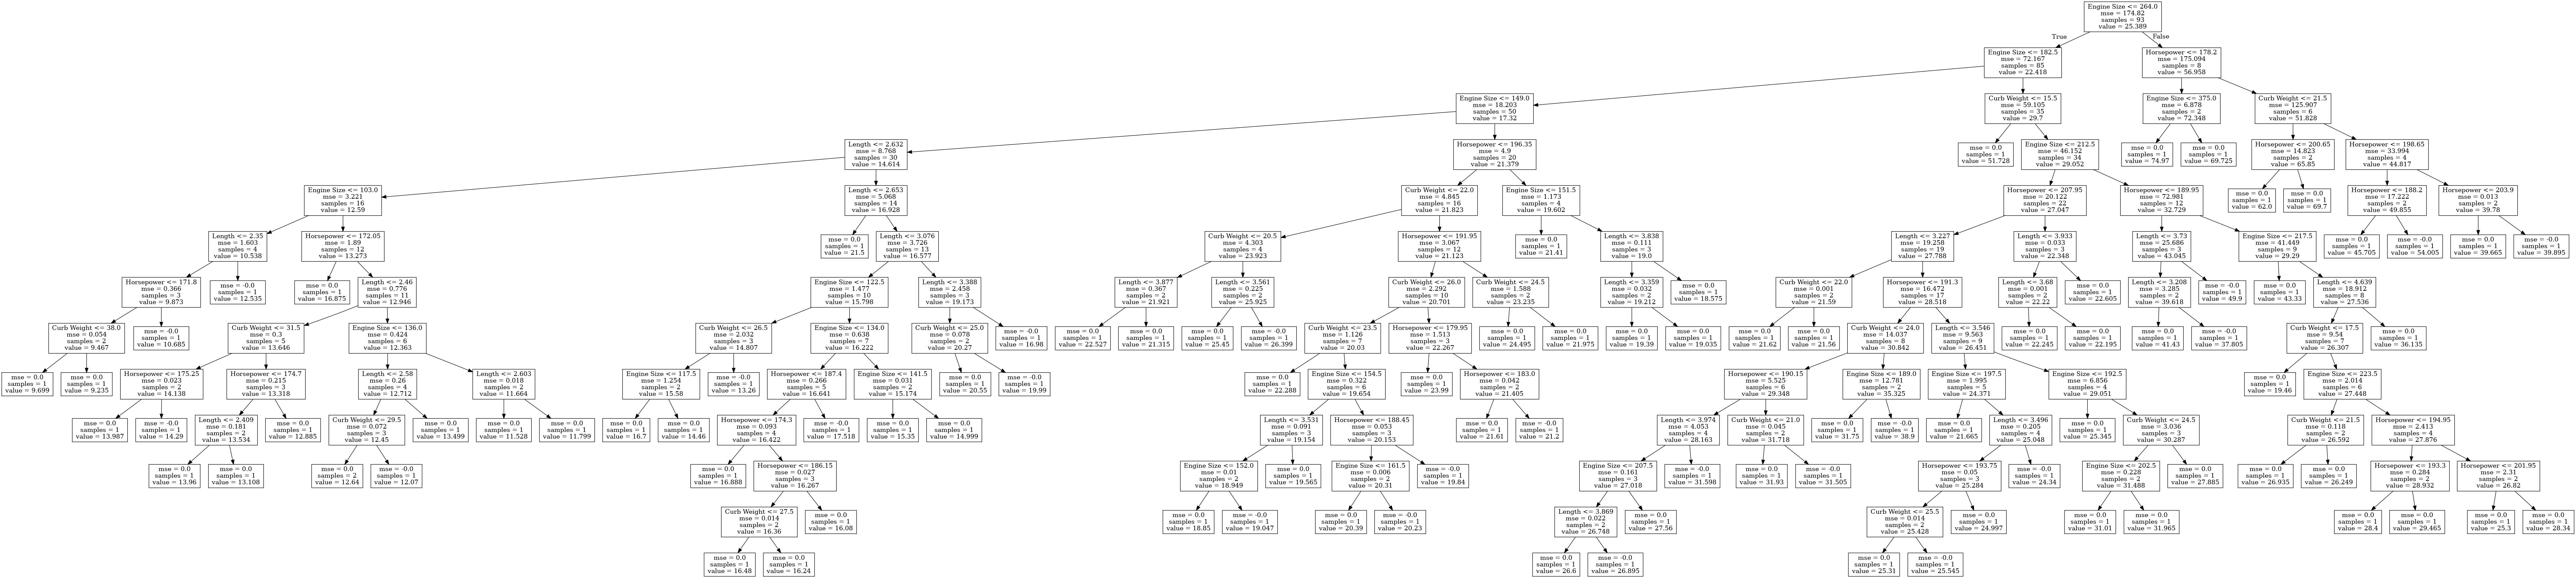 Engine Size <= 264.0
mse = 174.82
samples = 93
value = 25.389
True
False
Engine Size <= 182.5
mse = 72.167
samples = 85
value = 22.418
Horsepower <= 178.2
mse = 175.094
samples = 8
value = 56.958
Engine Size <= 149.0
mse = 18.203
samples = 50
value = 17.32
Curb Weight <= 15.5
mse = 59.105
samples = 35
value = 29.7
Engine Size <= 375.0
mse = 6.878
samples = 2
value = 72.348
Curb Weight <= 21.5
mse = 125.907
samples = 6
value = 51.828
Length <= 2.632
mse = 8.768
samples = 30
value = 14.614
Horsepower <= 196.35
mse = 4.9
samples = 20
value = 21.379
mse = 0.0
samples = 1
value = 51.728
Engine Size <= 212.5
mse = 46.152
samples = 34
value = 29.052
mse = 0.0
samples = 1
value = 74.97
mse = 0.0
samples = 1
value = 69.725
Horsepower <= 200.65
mse = 14.823
samples = 2
value = 65.85
Horsepower <= 198.65
mse = 33.994
samples = 4
value = 44.817
Engine Size <= 103.0
mse = 3.221
samples = 16
value = 12.59
Length <= 2.653
mse = 5.068
samples = 14
value = 16.928
Curb Weight <= 22.0
mse = 4.845
samples = 16
value = 21.823
Engine Size <= 151.5
mse = 1.173
samples = 4
value = 19.602
Horsepower <= 207.95
mse = 20.122
samples = 22
value = 27.047
Horsepower <= 189.95
mse = 72.981
samples = 12
value = 32.729
mse = 0.0
samples = 1
value = 62.0
mse = 0.0
samples = 1
value = 69.7
Horsepower <= 188.2
mse = 17.222
samples = 2
value = 49.855
Horsepower <= 203.9
mse = 0.013
samples = 2
value = 39.78
Length <= 2.35
mse = 1.603
samples = 4
value = 10.538
Horsepower <= 172.05
mse = 1.89
samples = 12
value = 13.273
mse = 0.0
samples = 1
value = 21.5
Length <= 3.076
mse = 3.726
samples = 13
value = 16.577
Curb Weight <= 20.5
mse = 4.303
samples = 4
value = 23.923
Horsepower <= 191.95
mse = 3.067
samples = 12
value = 21.123
mse = 0.0
samples = 1
value = 21.41
Length <= 3.838
mse = 0.111
samples = 3
value = 19.0
Length <= 3.227
mse = 19.258
samples = 19
value = 27.788
Length <= 3.933
mse = 0.033
samples = 3
value = 22.348
Length <= 3.73
mse = 25.686
samples = 3
value = 43.045
Engine Size <= 217.5
mse = 41.449
samples = 9
value = 29.29
mse = 0.0
samples = 1
value = 45.705
mse = -0.0
samples = 1
value = 54.005
mse = 0.0
samples = 1
value = 39.665
mse = -0.0
samples = 1
value = 39.895
Horsepower <= 171.8
mse = 0.366
samples = 3
value = 9.873
mse = -0.0
samples = 1
value = 12.535
mse = 0.0
samples = 1
value = 16.875
Length <= 2.46
mse = 0.776
samples = 11
value = 12.946
Engine Size <= 122.5
mse = 1.477
samples = 10
value = 15.798
Length <= 3.388
mse = 2.458
samples = 3
value = 19.173
Length <= 3.877
mse = 0.367
samples = 2
value = 21.921
Length <= 3.561
mse = 0.225
samples = 2
value = 25.925
Curb Weight <= 26.0
mse = 2.292
samples = 10
value = 20.701
Curb Weight <= 24.5
mse = 1.588
samples = 2
value = 23.235
Length <= 3.359
mse = 0.032
samples = 2
value = 19.212
mse = 0.0
samples = 1
value = 18.575
Curb Weight <= 22.0
mse = 0.001
samples = 2
value = 21.59
Horsepower <= 191.3
mse = 16.472
samples = 17
value = 28.518
Length <= 3.68
mse = 0.001
samples = 2
value = 22.22
mse = 0.0
samples = 1
value = 22.605
Length <= 3.208
mse = 3.285
samples = 2
value = 39.618
mse = -0.0
samples = 1
value = 49.9
mse = 0.0
samples = 1
value = 43.33
Length <= 4.639
mse = 18.912
samples = 8
value = 27.536
Curb Weight <= 38.0
mse = 0.054
samples = 2
value = 9.467
mse = -0.0
samples = 1
value = 10.685
Curb Weight <= 31.5
mse = 0.3
samples = 5
value = 13.646
Engine Size <= 136.0
mse = 0.424
samples = 6
value = 12.363
Curb Weight <= 26.5
mse = 2.032
samples = 3
value = 14.807
Engine Size <= 134.0
mse = 0.638
samples = 7
value = 16.222
Curb Weight <= 25.0
mse = 0.078
samples = 2
value = 20.27
mse = -0.0
samples = 1
value = 16.98
mse = 0.0
samples = 1
value = 22.527
mse = 0.0
samples = 1
value = 21.315
mse = 0.0
samples = 1
value = 25.45
mse = -0.0
samples = 1
value = 26.399
Curb Weight <= 23.5
mse = 1.126
samples = 7
value = 20.03
Horsepower <= 179.95
mse = 1.513
samples = 3
value = 22.267
mse = 0.0
samples = 1
value = 24.495
mse = 0.0
samples = 1
value = 21.975
mse = 0.0
samples = 1
value = 19.39
mse = 0.0
samples = 1
value = 19.035
mse = 0.0
samples = 1
value = 21.62
mse = 0.0
samples = 1
value = 21.56
Curb Weight <= 24.0
mse = 14.037
samples = 8
value = 30.842
Length <= 3.546
mse = 9.563
samples = 9
value = 26.451
mse = 0.0
samples = 1
value = 22.245
mse = 0.0
samples = 1
value = 22.195
mse = 0.0
samples = 1
value = 41.43
mse = -0.0
samples = 1
value = 37.805
Curb Weight <= 17.5
mse = 9.54
samples = 7
value = 26.307
mse = 0.0
samples = 1
value = 36.135
mse = 0.0
samples = 1
value = 9.699
mse = 0.0
samples = 1
value = 9.235
Horsepower <= 175.25
mse = 0.023
samples = 2
value = 14.138
Horsepower <= 174.7
mse = 0.215
samples = 3
value = 13.318
Length <= 2.58
mse = 0.26
samples = 4
value = 12.712
Length <= 2.603
mse = 0.018
samples = 2
value = 11.664
Engine Size <= 117.5
mse = 1.254
samples = 2
value = 15.58
mse = -0.0
samples = 1
value = 13.26
Horsepower <= 187.4
mse = 0.266
samples = 5
value = 16.641
Engine Size <= 141.5
mse = 0.031
samples = 2
value = 15.174
mse = 0.0
samples = 1
value = 20.55
mse = -0.0
samples = 1
value = 19.99
mse = 0.0
samples = 1
value = 22.288
Engine Size <= 154.5
mse = 0.322
samples = 6
value = 19.654
mse = 0.0
samples = 1
value = 23.99
Horsepower <= 183.0
mse = 0.042
samples = 2
value = 21.405
Horsepower <= 190.15
mse = 5.525
samples = 6
value = 29.348
Engine Size <= 189.0
mse = 12.781
samples = 2
value = 35.325
Engine Size <= 197.5
mse = 1.995
samples = 5
value = 24.371
Engine Size <= 192.5
mse = 6.856
samples = 4
value = 29.051
mse = 0.0
samples = 1
value = 19.46
Engine Size <= 223.5
mse = 2.014
samples = 6
value = 27.448
mse = 0.0
samples = 1
value = 13.987
mse = -0.0
samples = 1
value = 14.29
Length <= 2.409
mse = 0.181
samples = 2
value = 13.534
mse = 0.0
samples = 1
value = 12.885
Curb Weight <= 29.5
mse = 0.072
samples = 3
value = 12.45
mse = 0.0
samples = 1
value = 13.499
mse = 0.0
samples = 1
value = 11.528
mse = 0.0
samples = 1
value = 11.799
mse = 0.0
samples = 1
value = 16.7
mse = 0.0
samples = 1
value = 14.46
Horsepower <= 174.3
mse = 0.093
samples = 4
value = 16.422
mse = -0.0
samples = 1
value = 17.518
mse = 0.0
samples = 1
value = 15.35
mse = 0.0
samples = 1
value = 14.999
Length <= 3.531
mse = 0.091
samples = 3
value = 19.154
Horsepower <= 188.45
mse = 0.053
samples = 3
value = 20.153
mse = 0.0
samples = 1
value = 21.61
mse = -0.0
samples = 1
value = 21.2
Length <= 3.974
mse = 4.053
samples = 4
value = 28.163
Curb Weight <= 21.0
mse = 0.045
samples = 2
value = 31.718
mse = 0.0
samples = 1
value = 31.75
mse = -0.0
samples = 1
value = 38.9
mse = 0.0
samples = 1
value = 21.665
Length <= 3.496
mse = 0.205
samples = 4
value = 25.048
mse = 0.0
samples = 1
value = 25.345
Curb Weight <= 24.5
mse = 3.036
samples = 3
value = 30.287
Curb Weight <= 21.5
mse = 0.118
samples = 2
value = 26.592
Horsepower <= 194.95
mse = 2.413
samples = 4
value = 27.876
mse = 0.0
samples = 1
value = 13.96
mse = 0.0
samples = 1
value = 13.108
mse = 0.0
samples = 2
value = 12.64
mse = -0.0
samples = 1
value = 12.07
mse = 0.0
samples = 1
value = 16.888
Horsepower <= 186.15
mse = 0.027
samples = 3
value = 16.267
Engine Size <= 152.0
mse = 0.01
samples = 2
value = 18.949
mse = 0.0
samples = 1
value = 19.565
Engine Size <= 161.5
mse = 0.006
samples = 2
value = 20.31
mse = -0.0
samples = 1
value = 19.84
Engine Size <= 207.5
mse = 0.161
samples = 3
value = 27.018
mse = -0.0
samples = 1
value = 31.598
mse = 0.0
samples = 1
value = 31.93
mse = -0.0
samples = 1
value = 31.505
Horsepower <= 193.75
mse = 0.05
samples = 3
value = 25.284
mse = -0.0
samples = 1
value = 24.34
Engine Size <= 202.5
mse = 0.228
samples = 2
value = 31.488
mse = 0.0
samples = 1
value = 27.885
mse = 0.0
samples = 1
value = 26.935
mse = 0.0
samples = 1
value = 26.249
Horsepower <= 193.3
mse = 0.284
samples = 2
value = 28.932
Horsepower <= 201.95
mse = 2.31
samples = 2
value = 26.82
Curb Weight <= 27.5
mse = 0.014
samples = 2
value = 16.36
mse = 0.0
samples = 1
value = 16.08
mse = 0.0
samples = 1
value = 18.85
mse = -0.0
samples = 1
value = 19.047
mse = 0.0
samples = 1
value = 20.39
mse = -0.0
samples = 1
value = 20.23
Length <= 3.869
mse = 0.022
samples = 2
value = 26.748
mse = 0.0
samples = 1
value = 27.56
Curb Weight <= 25.5
mse = 0.014
samples = 2
value = 25.428
mse = 0.0
samples = 1
value = 24.997
mse = 0.0
samples = 1
value = 31.01
mse = 0.0
samples = 1
value = 31.965
mse = 0.0
samples = 1
value = 28.4
mse = 0.0
samples = 1
value = 29.465
mse = 0.0
samples = 1
value = 25.3
mse = 0.0
samples = 1
value = 28.34
mse = 0.0
samples = 1
value = 16.48
mse = 0.0
samples = 1
value = 16.24
mse = 0.0
samples = 1
value = 26.6
mse = -0.0
samples = 1
value = 26.895
mse = 0.0
samples = 1
value = 25.31
mse = -0.0
samples = 1
value = 25.545